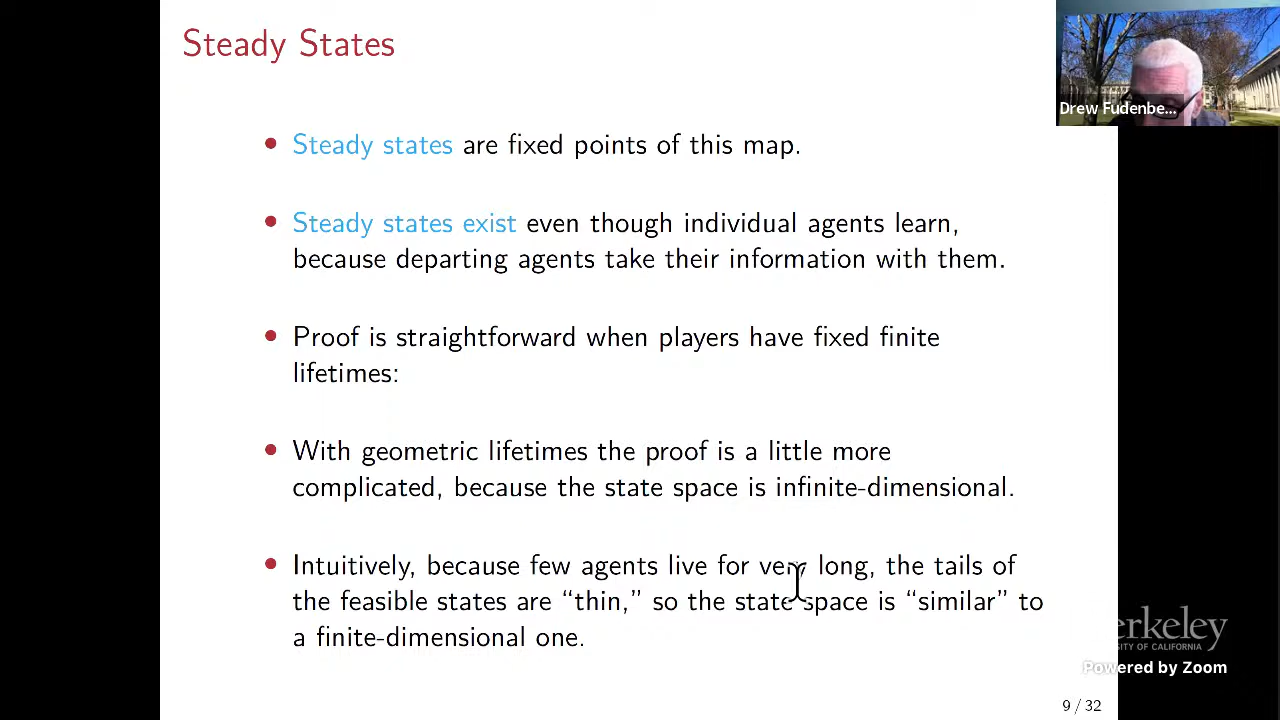 Steady States
Drew Fudenbe...
• Steady states are fixed points of this map.
• Steady states exist even though individual agents learn,
because departing agents take their information with them.
• Proof is straightforward when players have fixed finite
lifetimes:
• With geometric lifetimes the proof is a little more
complicated, because the state space is infinite-dimensional.
• Intuitively, because few agents live for very long, the tails of
the feasible states are “thin,” so the state space is “similar” to
a finite-dimensional one.
erkeley
SITY OF CALIFORNIA
Powered by Zoom
9 / 32